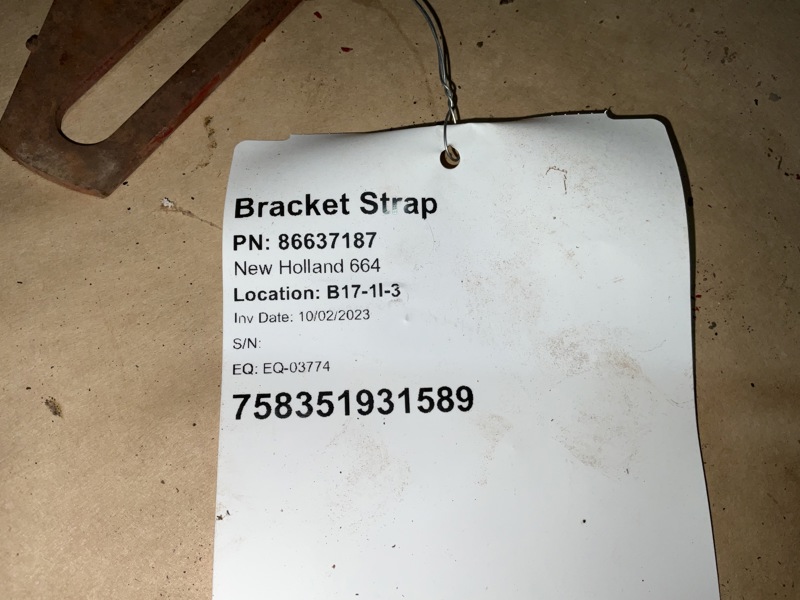 Bracket Strap
PN: 86637187
New Holland 664
Location: B17-1I-3
Inv Date: 10/02/2023
S/N:
EQ: EQ-03774
758351931589